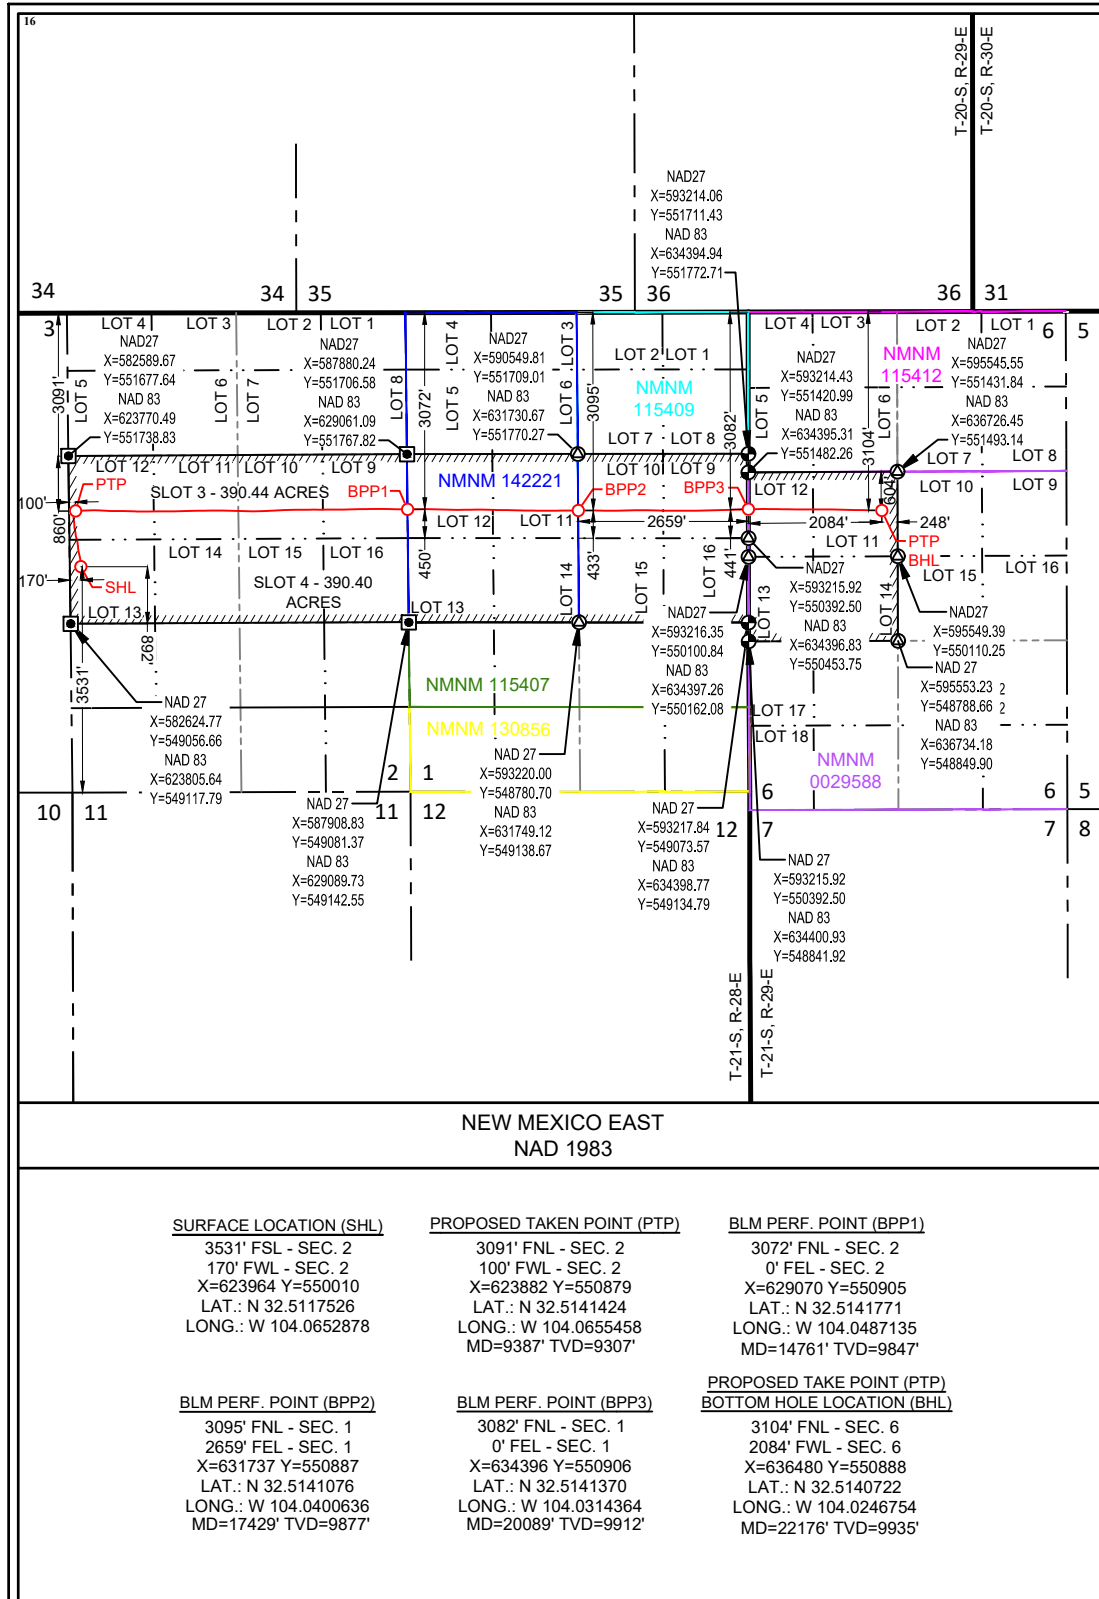 16
T-20-S, R-29-E
T-20-S, R-30-E
NAD27
X=593214.06
Y=551711.43
NAD 83
X=634394.94
Y=551772.71
34
34
35
35
36
36
31
3
LOT 4
LOT 3
LOT 2
LOT 1
LOT 4
LOT 3
LOT 4
LOT 3
LOT 2
LOT 1
6
5
NAD27
X=582589.67
Y=551677.64
NAD 83
X=623770.49
Y=551738.83
NAD27
X=587880.24
Y=551706.58
NAD 83
X=629061.09
Y=551767.82
NAD27
X=590549.81
Y=551709.01
NAD 83
X=631730.67
Y=551770.27
LOT 2
LOT 1
NMNM
115409
NAD27
X=593214.43
Y=551420.99
NAD 83
X=634395.31
Y=551482.26
NMNM
115412
NAD27
X=595545.55
Y=551431.84
NAD 83
X=636726.45
Y=551493.14
3091'
LOT 5
LOT 6
LOT 7
LOT 8
3072'
LOT 5
LOT 6
3095'
3082'
LOT 5
3104'
LOT 6
LOT 7
LOT 8
LOT 7
LOT 8
LOT 12
LOT 11
LOT 10
LOT 9
LOT 10
LOT 9
LOT 12
604'
LOT 10
LOT 9
PTP
SLOT 3 - 390.44 ACRES
BPP1
NMNM 142221
BPP2
BPP3
100'
860'
LOT 12
LOT 11
2659'
2084'
248'
LOT 11
PTP
BHL
LOT 14
LOT 15
LOT 16
450'
LOT 14
433'
LOT 15
LOT 16
441'
LOT 15
LOT 16
170'
SHL
SLOT 4 - 390.40
ACRES
LOT 13
892'
LOT 13
LOT 13
LOT 14
NAD27
X=593215.92
Y=550392.50
NAD 83
X=634396.83
Y=550453.75
NAD27
X=593216.35
Y=550100.84
NAD 83
X=634397.26
Y=550162.08
NAD27
X=595549.39
Y=550110.25
3531'
NAD 27
X=582624.77
Y=549056.66
NAD 83
X=623805.64
Y=549117.79
NMNM 115407
NMNM 130856
NAD 27
X=595553.23
Y=548788.66
NAD 83
X=636734.18
Y=548849.90
2
2
LOT 17
LOT 18
NMNM
0029588
NAD 27
X=593220.00
Y=548780.70
NAD 83
X=631749.12
Y=549138.67
2
1
6
6
5
10
11
11
12
12
7
7
8
NAD 27
X=587908.83
Y=549081.37
NAD 83
X=629089.73
Y=549142.55
NAD 27
X=593217.84
Y=549073.57
NAD 83
X=634398.77
Y=549134.79
NAD 27
X=593215.92
Y=550392.50
NAD 83
X=634400.93
Y=548841.92
T-21-S, R-28-E
T-21-S, R-29-E
NEW MEXICO EAST
NAD 1983
SURFACE LOCATION (SHL)
3531' FSL - SEC. 2
170' FWL - SEC. 2
X=623964 Y=550010
LAT.: N 32.5117526
LONG.: W 104.0652878
PROPOSED TAKEN POINT (PTP)
3091' FNL - SEC. 2
100' FWL - SEC. 2
X=623882 Y=550879
LAT.: N 32.5141424
LONG.: W 104.0655458
MD=9387' TVD=9307'
BLM PERF. POINT (BPP1)
3072' FNL - SEC. 2
0' FEL - SEC. 2
X=629070 Y=550905
LAT.: N 32.5141771
LONG.: W 104.0487135
MD=14761' TVD=9847'
BLM PERF. POINT (BPP2)
3095' FNL - SEC. 1
2659' FEL - SEC. 1
X=631737 Y=550887
LAT.: N 32.5141076
LONG.: W 104.0400636
MD=17429' TVD=9877'
BLM PERF. POINT (BPP3)
3082' FNL - SEC. 1
0' FEL - SEC. 1
X=634396 Y=550906
LAT.: N 32.5141370
LONG.: W 104.0314364
MD=20089' TVD=9912'
PROPOSED TAKE POINT (PTP)
BOTTOM HOLE LOCATION (BHL)
3104' FNL - SEC. 6
2084' FWL - SEC. 6
X=636480 Y=550888
LAT.: N 32.5140722
LONG.: W 104.0246754
MD=22176' TVD=9935'